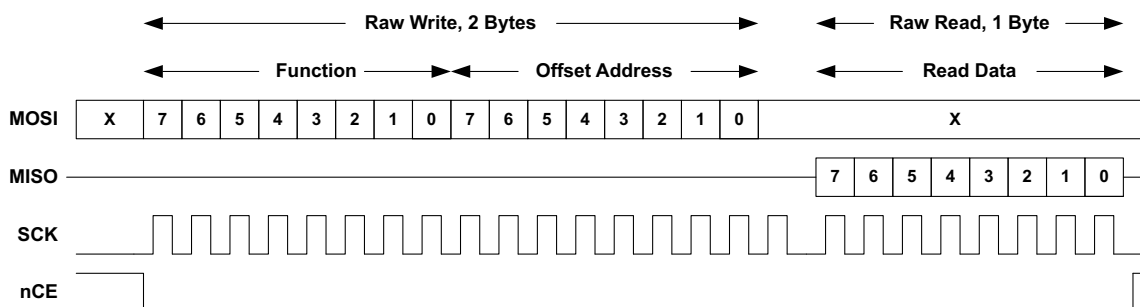 Raw Write, 2 Bytes Raw Read, 1 Byte
Function Offset Address Read Data
MOSI X 7 6 5 4 3 2 1 0 7 6 5 4 3 2 1 0 X
MISO 7 6 5 4 3 2 1 0
SCK
nCE